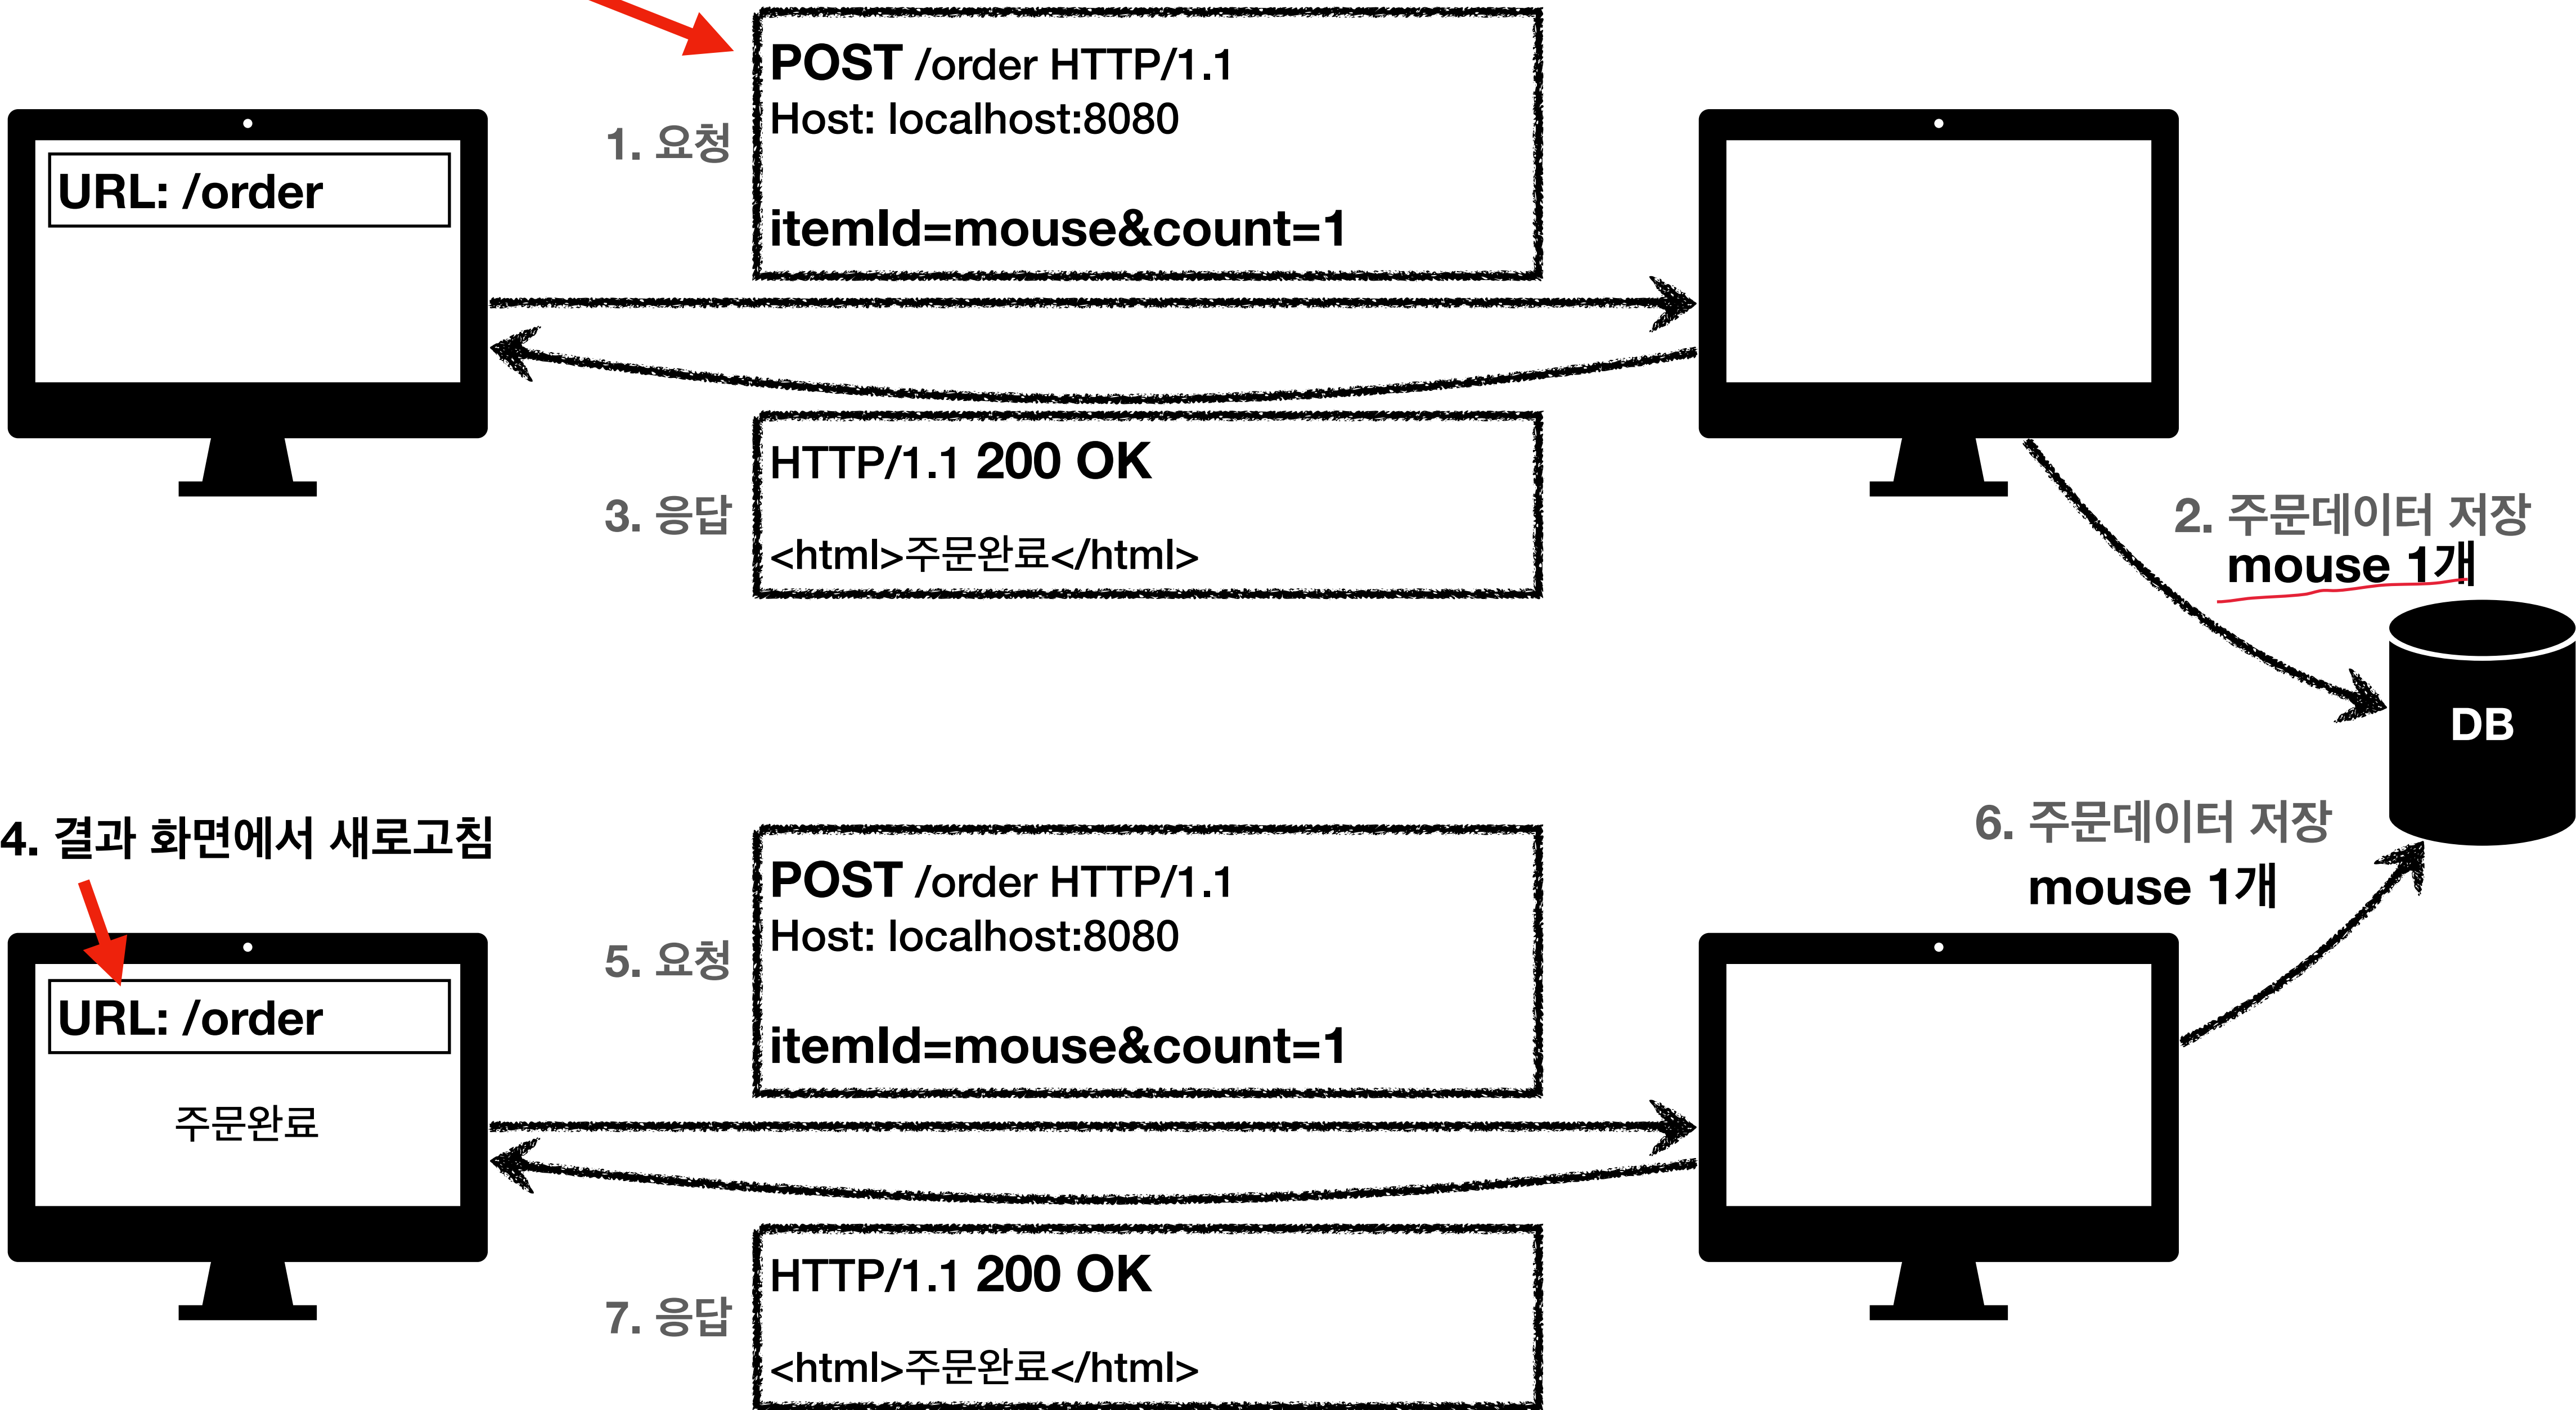 POST /order HTTP/1.1
Host: localhost:8080
itemId=mouse&count=1
1. 요청
URL: /order
HTTP/1.1 200 OK
<html>주문완료</html>
3. 응답
2. 주문데이터 저장
mouse 1개
DB
4. 결과 화면에서 새로고침
URL: /order
주문완료
5. 요청
POST /order HTTP/1.1
Host: localhost:8080
itemId=mouse&count=1
6. 주문데이터 저장
mouse 1개
7. 응답
HTTP/1.1 200 OK
<html>주문완료</html>